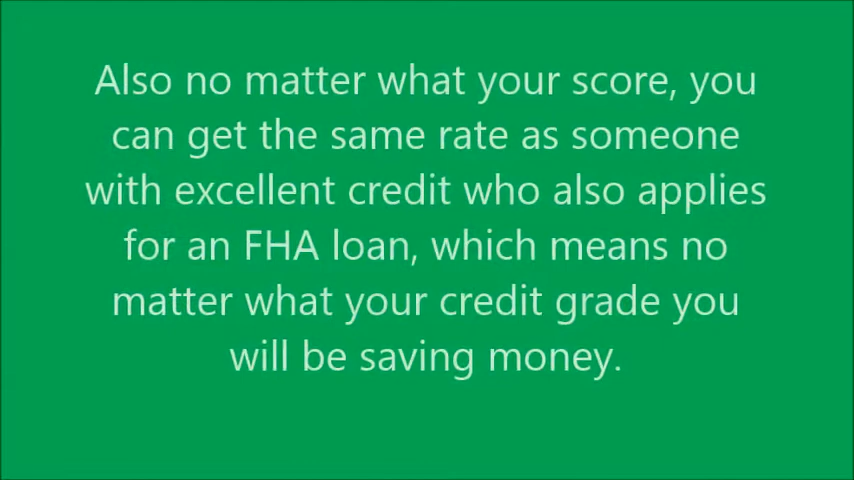 Also no matter what your score, you
can get the same rate as someone
with excellent credit who also applies
for an FHA loan, which means no
matter what your credit grade you
will be saving money.